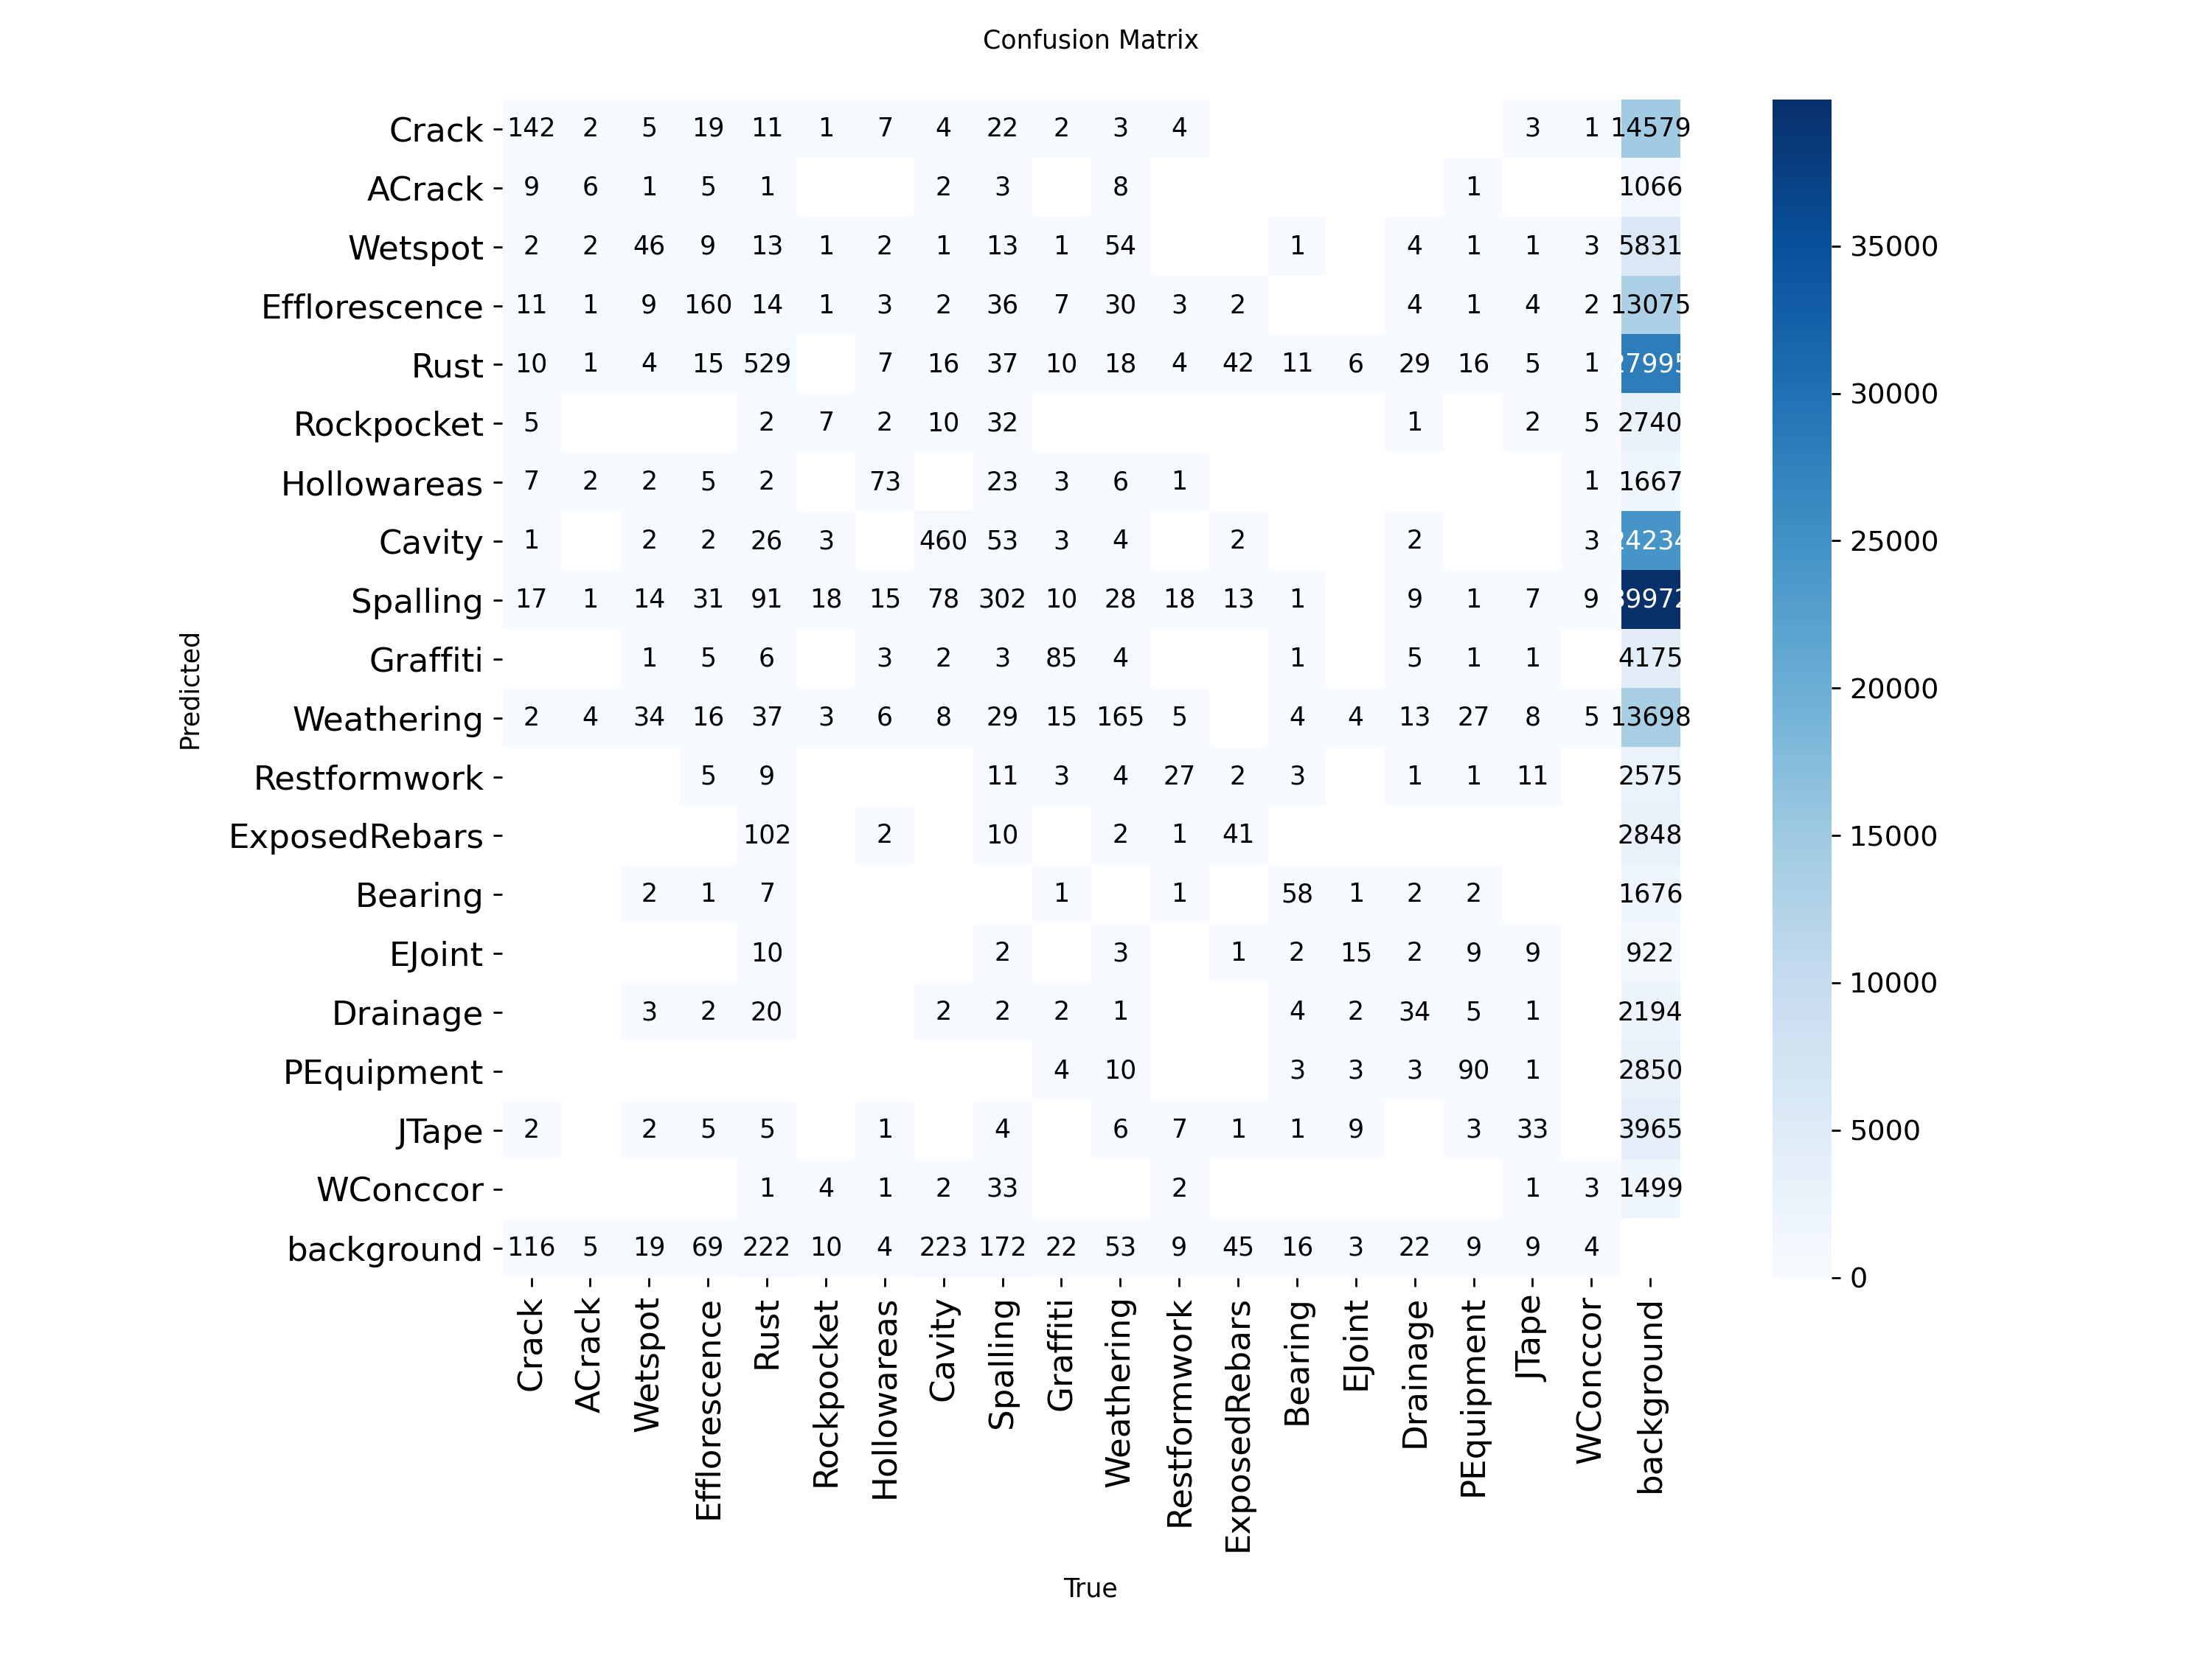 Confusion Matrix
Crack 142 2 5 19 11 1 7 4 22 2 3 4 3 1 14579
ACrack 9 6 1 5 1 2 3 8 1 1066
Wetspot 2 2 46 9 13 1 2 1 13 1 54 1 4 1 1 3 5831
Efflorescence 11 1 9 160 14 1 3 2 36 7 30 3 2 4 1 4 2 13075
Rust 10 1 4 15 529 7 16 37 10 18 4 42 11 6 29 16 5 1 27995
Rockpocket 5 2 7 2 10 32 1 2 5 2740
Hollowareas 7 2 2 5 2 73 23 3 6 1 1 1667
Cavity 1 2 2 26 3 460 53 3 4 2 2 3 24234
Spalling 17 1 14 31 91 18 15 78 302 10 28 18 13 1 9 1 7 9 39972
Graffiti 1 5 6 3 2 3 85 4 1 5 1 1 4175
Weathering 2 4 34 16 37 3 6 8 29 15 165 5 4 4 13 27 8 5 13698
Restformwork 5 9 11 3 4 27 2 3 1 1 11 2575
ExposedRebars 102 2 10 2 1 41 2848
Bearing 2 1 7 1 1 58 1 2 2 1676
EJoint 10 2 3 1 2 15 2 9 9 922
Drainage 3 2 20 2 2 2 1 4 2 34 5 1 2194
PEquipment 4 10 3 3 3 90 1 2850
JTape 2 2 5 5 1 4 6 7 1 1 9 3 33 3965
WConccor 1 4 1 2 33 2 1 3 1499
background 116 5 19 69 222 10 4 223 172 22 53 9 45 16 3 22 9 9 4
Crack ACrack Wetspot Efflorescence Rust Rockpocket Hollowareas Cavity Spalling Graffiti Weathering Restformwork ExposedRebars Bearing EJoint Drainage PEquipment JTape WConccor background
True
Predicted
35000
30000
25000
20000
15000
10000
5000
0